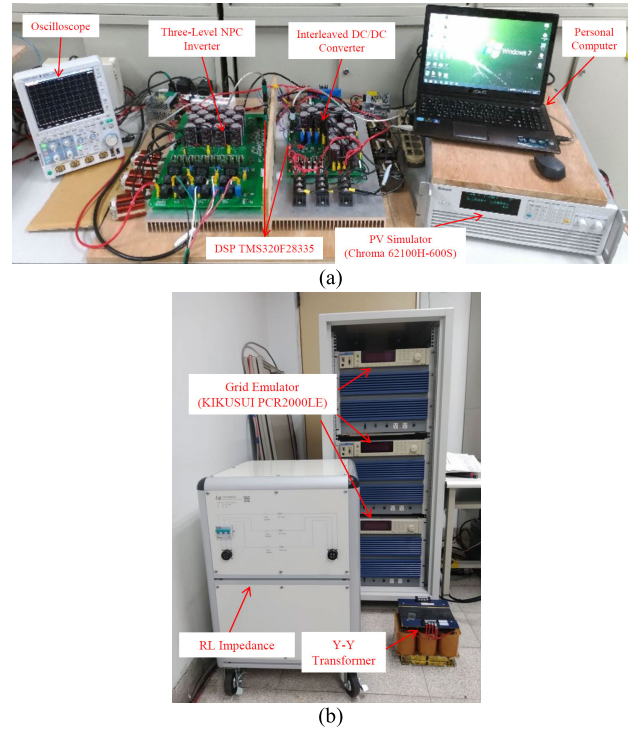 Oscilloscope
Three-Level NPC
Inverter
Interleaved DC/DC
Converter
Personal
Computer
Windows 7
ASUS
DSP TMS320F28335
PV Simulator
(Chroma 62100H-600S)
(a)
Grid Emulator
(KIKUSUI PCR2000LE)
RL Impedance
Y-Y
Transformer
(b)